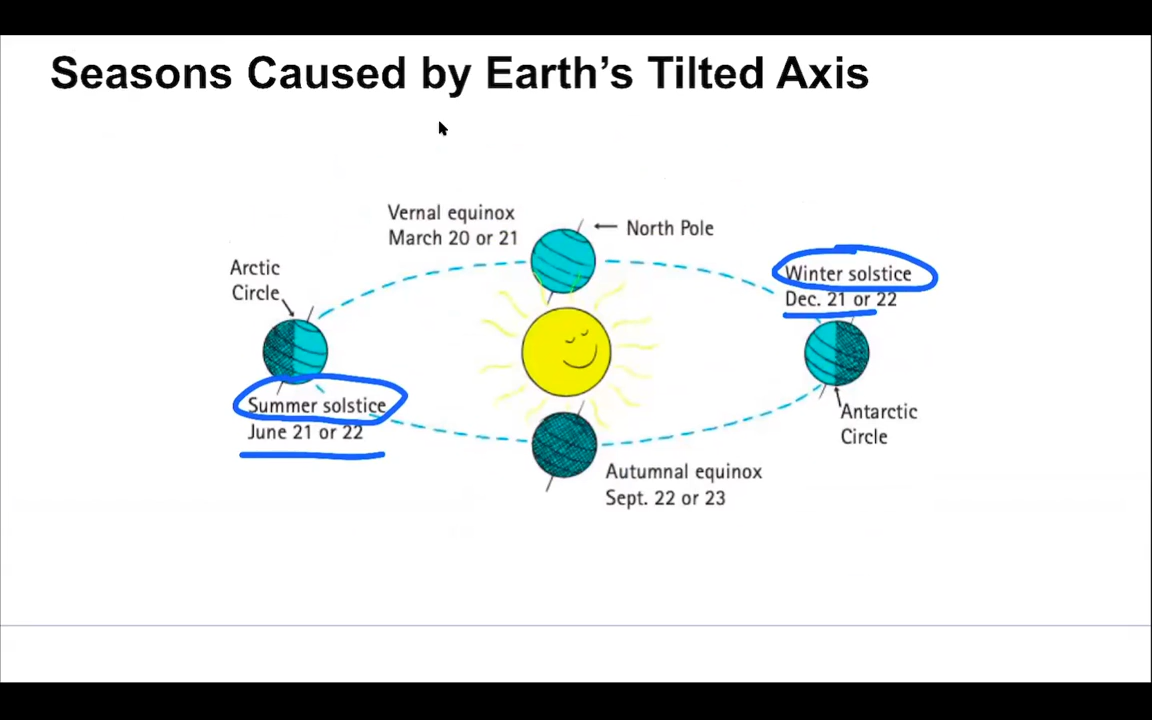 Seasons Caused by Earth's Tilted Axis
Vernal equinox
March 20 or 21
North Pole
Arctic
Circle
Winter solstice
Dec. 21 or 22
Summer solstice
June 21 or 22
Antarctic
Circle
Autumnal equinox
Sept. 22 or 23